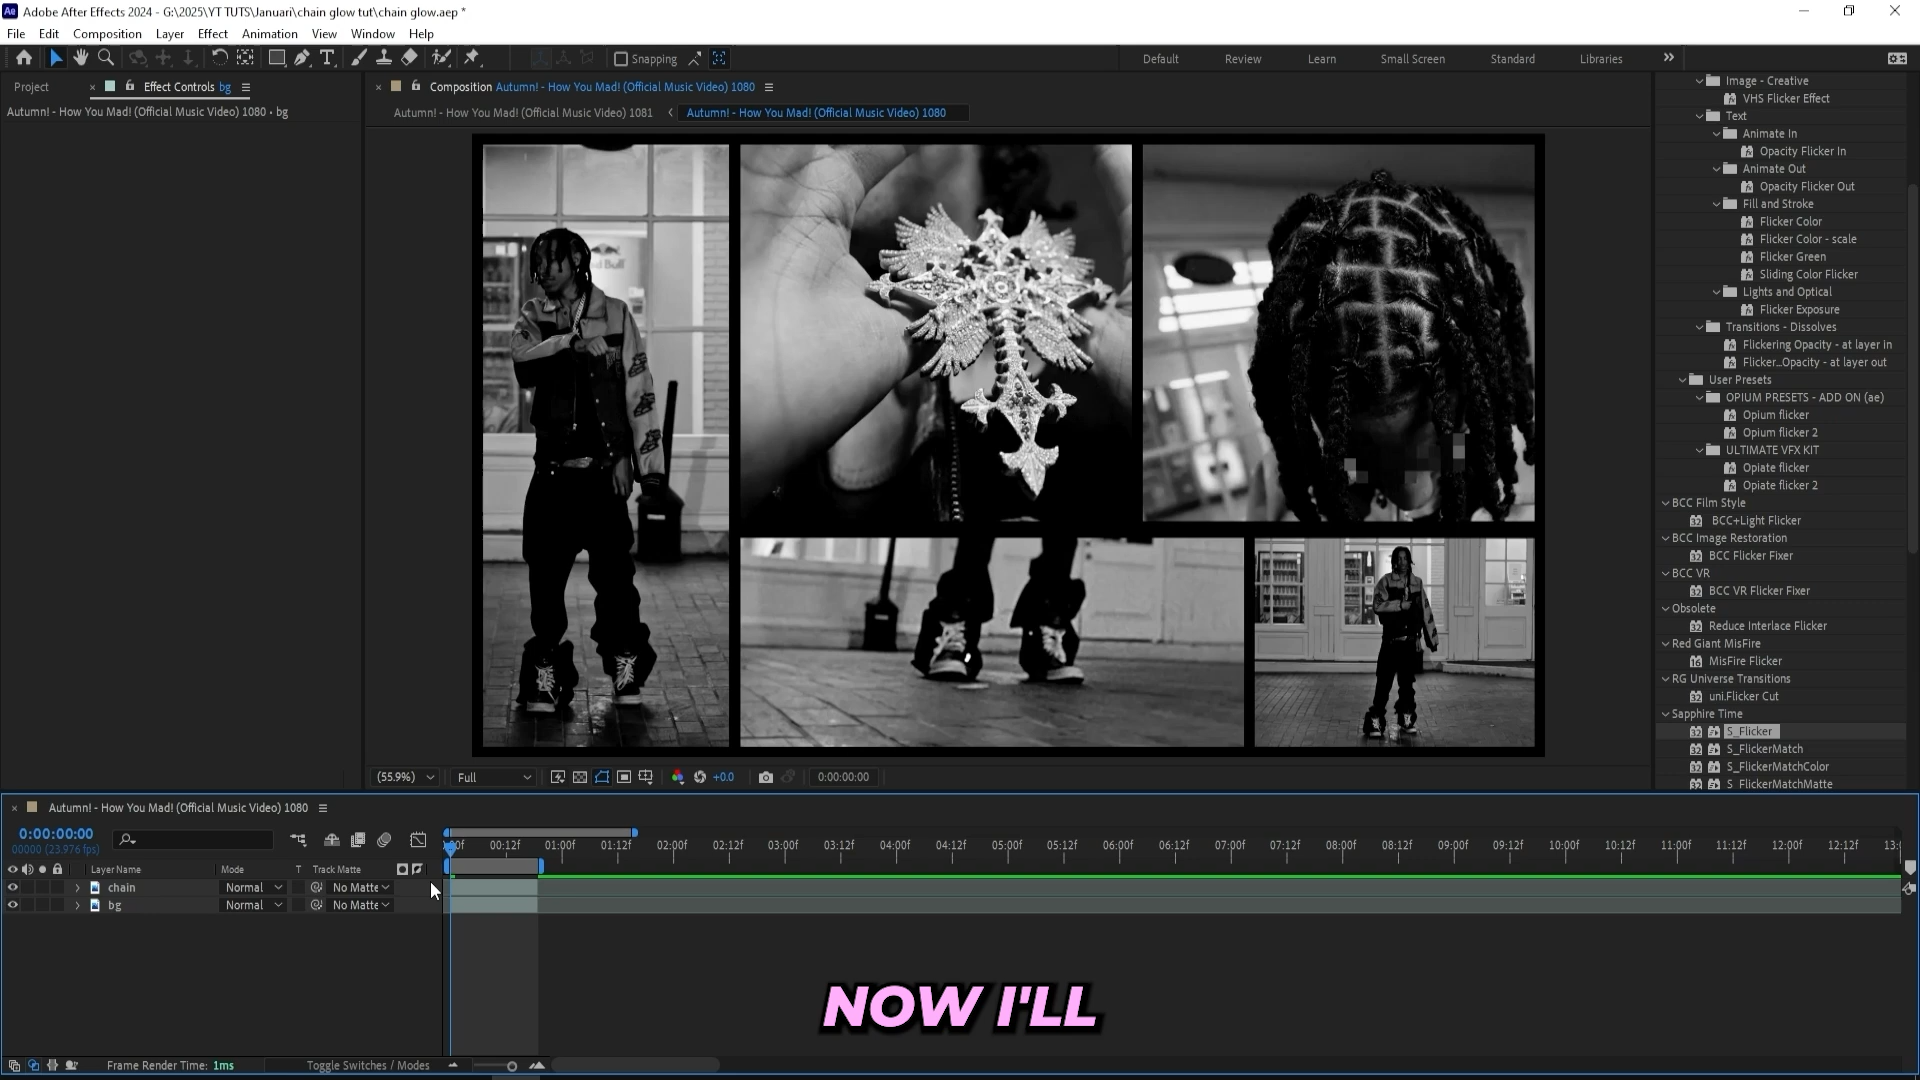 Adobe After Effects 2024 - G:\2025\YT TUTS\Januari\chain glow tut\chain glow.aep *
File Edit Composition Layer Effect Animation View Window Help
Snapping
Default Review Learn Small Screen Standard Libraries
Project
Effect Controls bg
Autumn! - How You Mad! (Official Music Video) 1080 • bg
Composition Autumn! - How You Mad! (Official Music Video) 1080
Autumn! - How You Mad! (Official Music Video) 1081 < Autumn! - How You Mad! (Official Music Video) 1080
Image - Creative
VHS Flicker Effect
Text
Animate In
Opacity Flicker In
Animate Out
Opacity Flicker Out
Fill and Stroke
Flicker Color
Flicker Color - scale
Flicker Green
Sliding Color Flicker
Lights and Optical
Flicker Exposure
Transitions - Dissolves
Flickering Opacity - at layer in
Flicker...Opacity - at layer out
User Presets
OPIUM PRESETS - ADD ON (ae)
Opium flicker
Opium flicker 2
ULTIMATE VFX KIT
Opiate flicker
Opiate flicker 2
BCC Film Style
BCC+Light Flicker
BCC Image Restoration
BCC Flicker Fixer
BCC VR
BCC VR Flicker Fixer
Obsolete
Reduce Interlace Flicker
Red Giant MisFire
MisFire Flicker
RG Universe Transitions
uni.Flicker Cut
Sapphire Time
S_Flicker
S_FlickerMatch
S_FlickerMatchColor
S_FlickerMatchMatte
(55.9%) Full +0.0 0:00:00:00
Autumn! - How You Mad! (Official Music Video) 1080
0:00:00:00
00000 (23.976 fps)
00:12f 01:00f 01:12f 02:00f 02:12f 03:00f 03:12f 04:00f 04:12f 05:00f 05:12f 06:00f 06:12f 07:00f 07:12f 08:00f 08:12f 09:00f 09:12f 10:00f 10:12f 11:00f 11:12f 12:00f 12:12f
Layer Name Mode T Track Matte
chain Normal No Matte
bg Normal No Matte
NOW I'LL
Frame Render Time: 1ms Toggle Switches / Modes